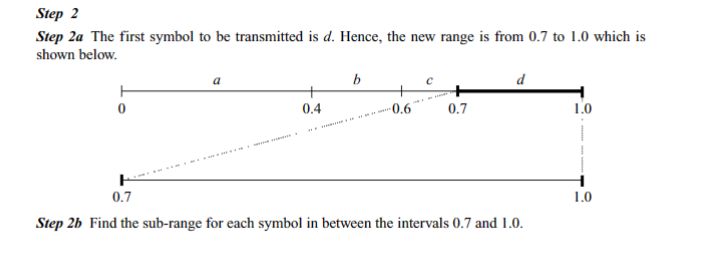 Step 2
Step 2a The first symbol to be transmitted is d. Hence, the new range is from 0.7 to 1.0 which is
shown below.
a b c d
0 0.4 0.6 0.7 1.0
0.7 1.0
Step 2b Find the sub-range for each symbol in between the intervals 0.7 and 1.0.